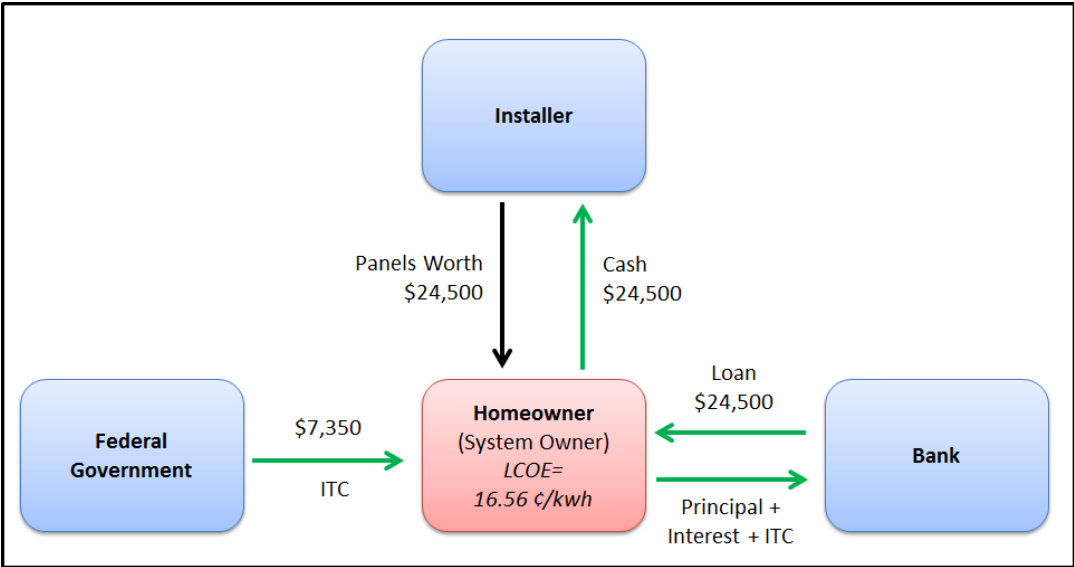 Installer
Panels Worth
$24,500
Cash
$24,500
Federal
Government
$7,350
ITC
Homeowner
(System Owner)
LCOE=
16.56 ¢/kwh
Loan
$24,500
Principal +
Interest + ITC
Bank